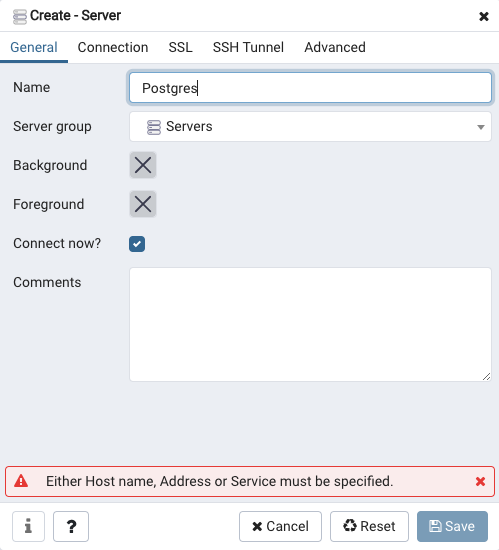 Create - Server
General Connection SSL SSH Tunnel Advanced
Name Postgres
Server group Servers
Background
Foreground
Connect now?
Comments
Either Host name, Address or Service must be specified.
i ? Cancel Reset Save